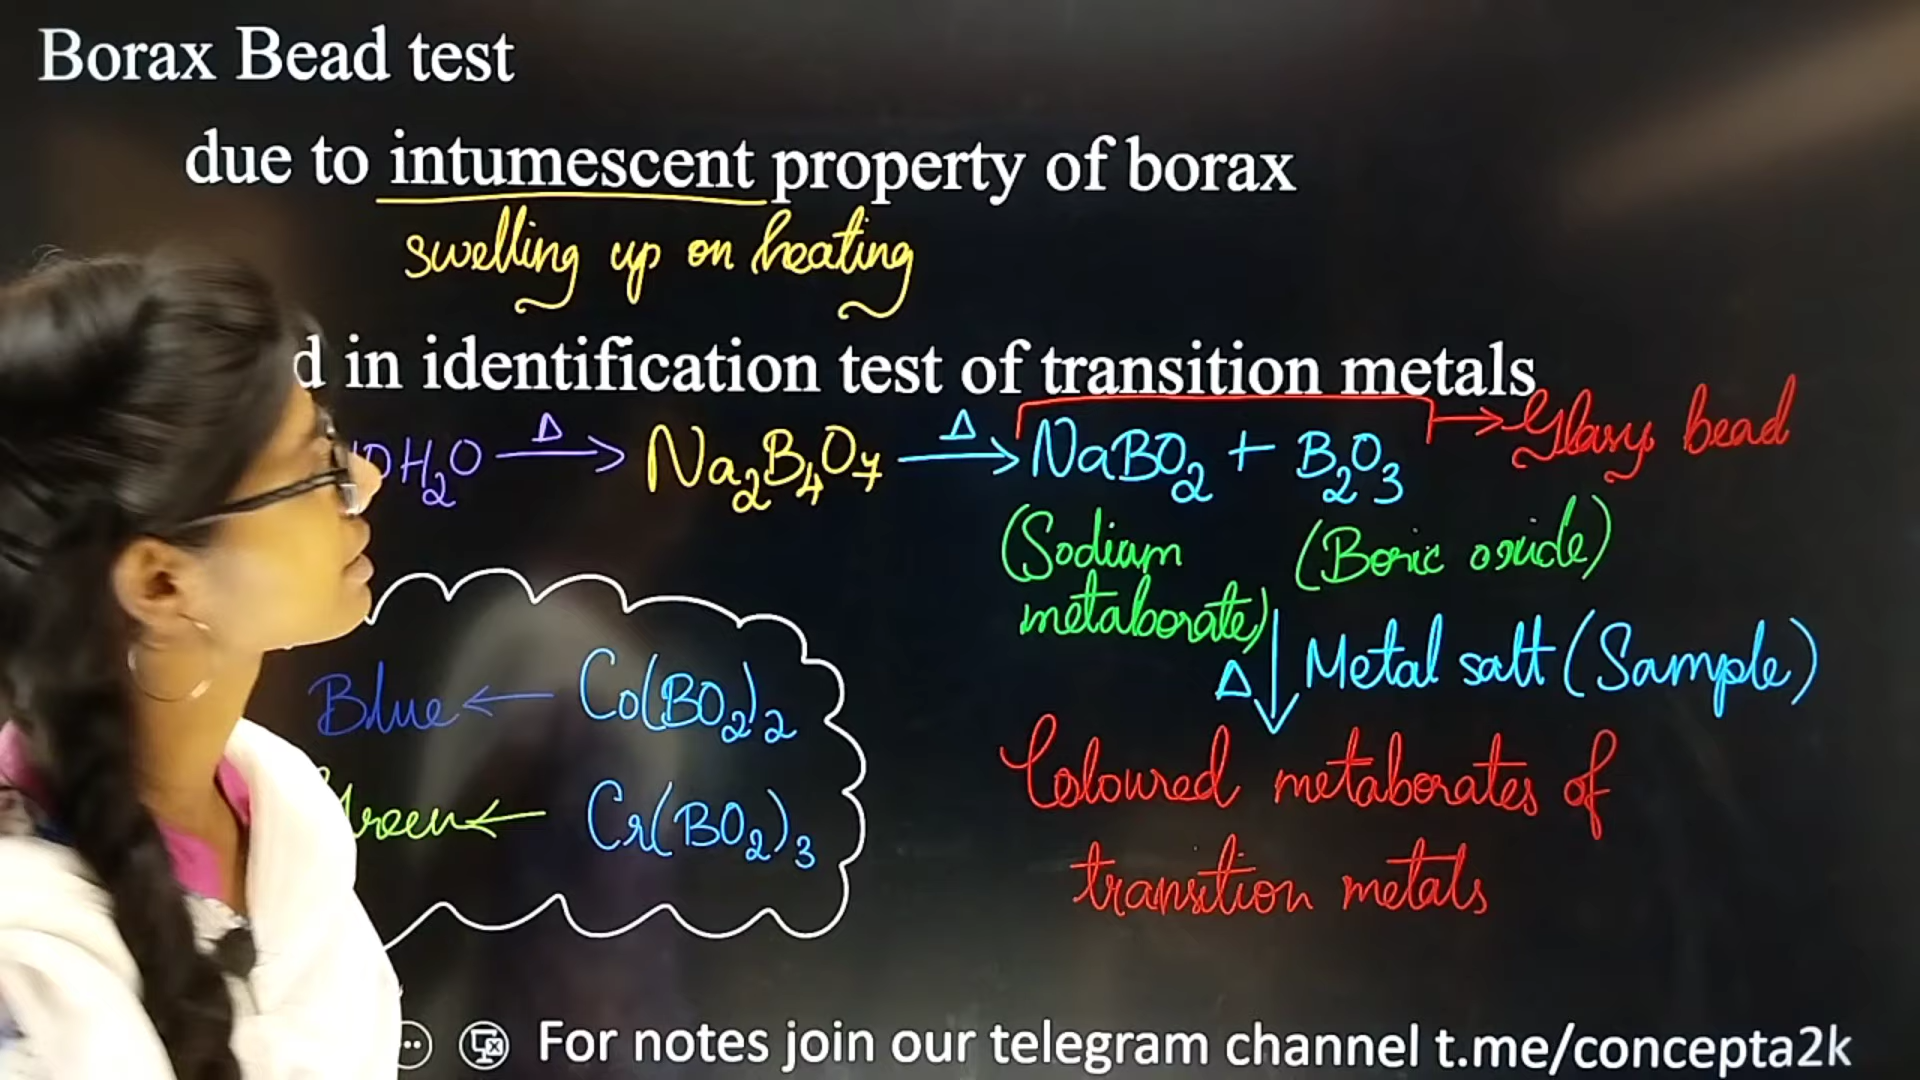 Borax Bead test
due to intumescent property of borax
swelling up on heating
d in identification test of transition metals
10H₂O —Δ→ Na₂B₄O₇ —Δ→ NaBO₂ + B₂O₃ → Glassy bead
(Sodium metaborate) (Boric oxide)
Δ ↓ Metal salt (Sample)
Blue ← Co(BO₂)₂
Coloured metaborates of
Green ← Cr(BO₂)₃
transition metals
For notes join our telegram channel t.me/concepta2k